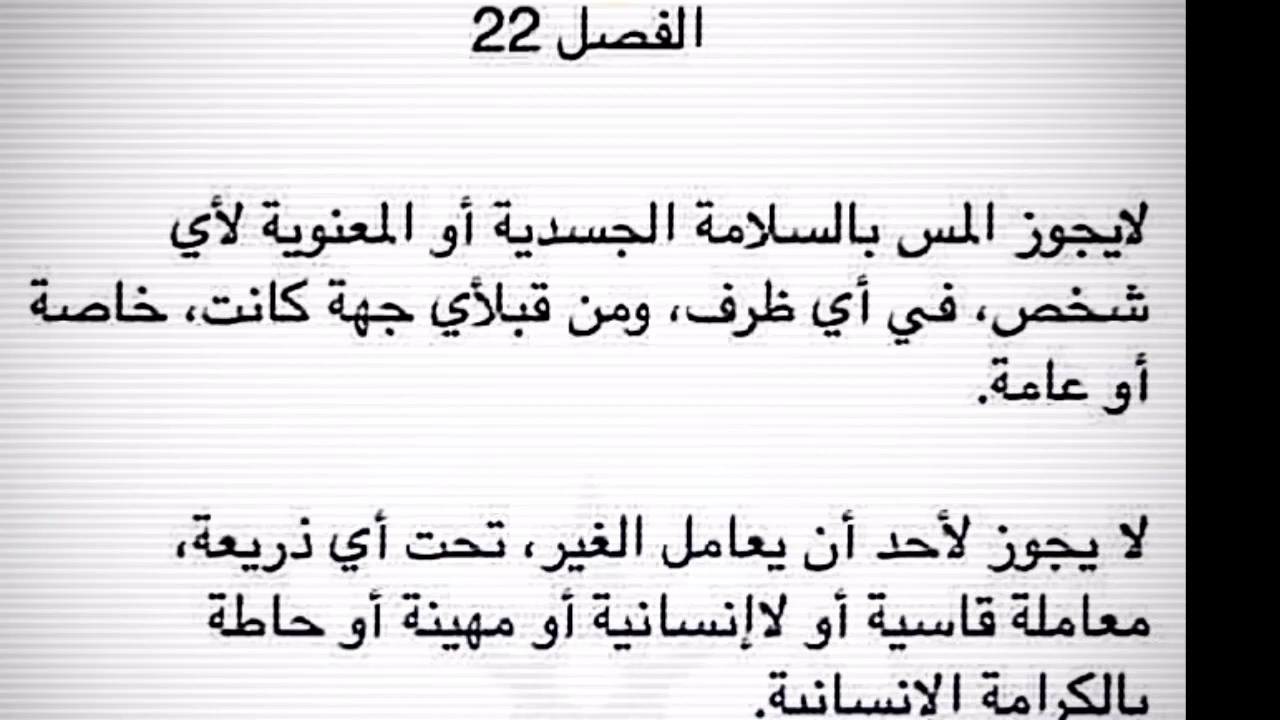 الفصل 22
لايجوز المس بالسلامة الجسدية أو المعنوية لأي
شخص، في أي ظرف، ومن قبلأي جهة كانت، خاصة
أو عامة.
لا يجوز لأحد أن يعامل الغير، تحت أي ذريعة،
معاملة قاسية أو لاإنسانية أو مهينة أو حاطة
بالكرامة الإنسانية.